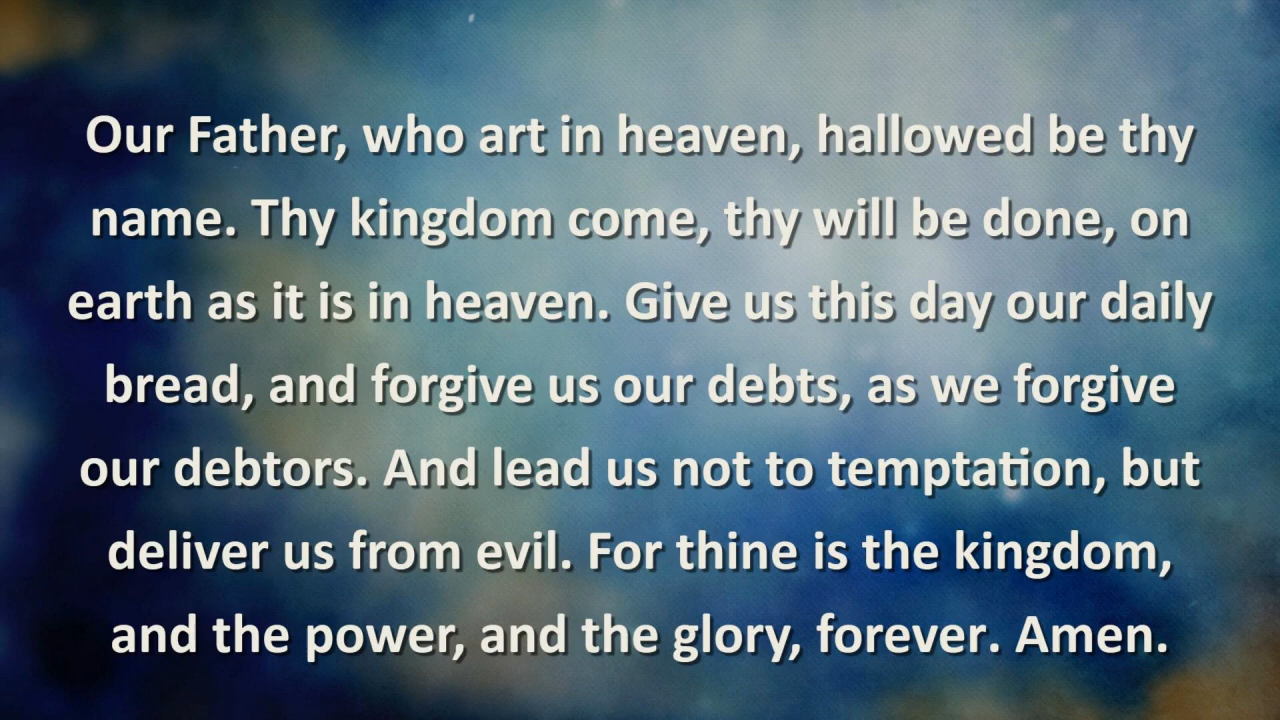 Our Father, who art in heaven, hallowed be thy
name. Thy kingdom come, thy will be done, on
earth as it is in heaven. Give us this day our daily
bread, and forgive us our debts, as we forgive
our debtors. And lead us not to temptation, but
deliver us from evil. For thine is the kingdom,
and the power, and the glory, forever. Amen.